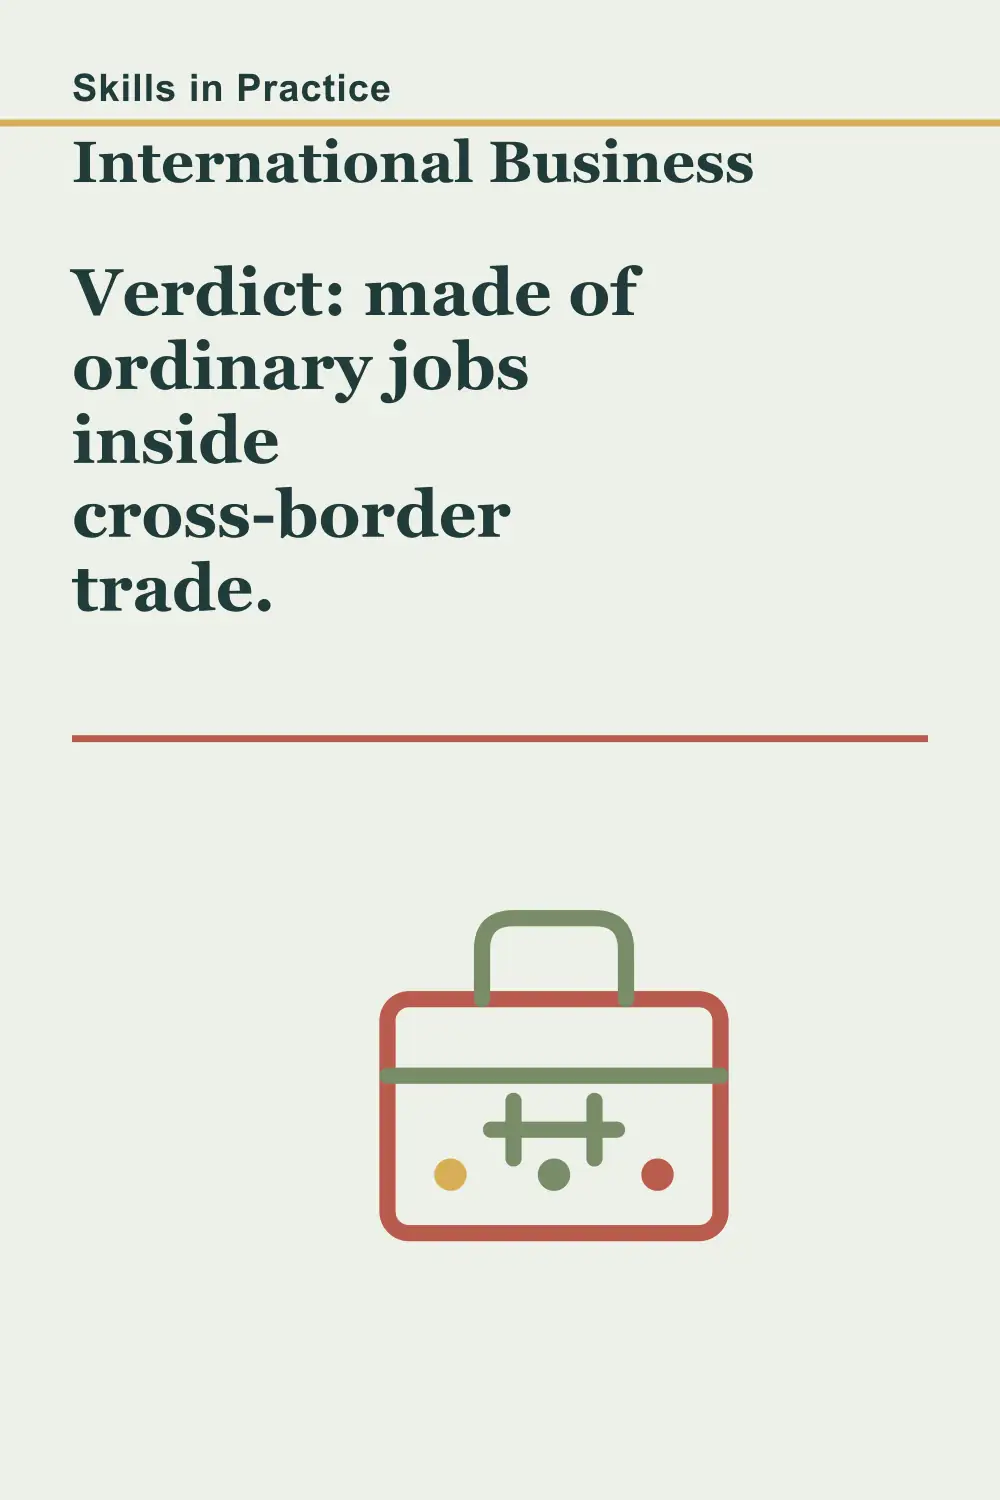 Skills in Practice
International Business
Verdict: made of
ordinary jobs
inside
cross-border
trade.